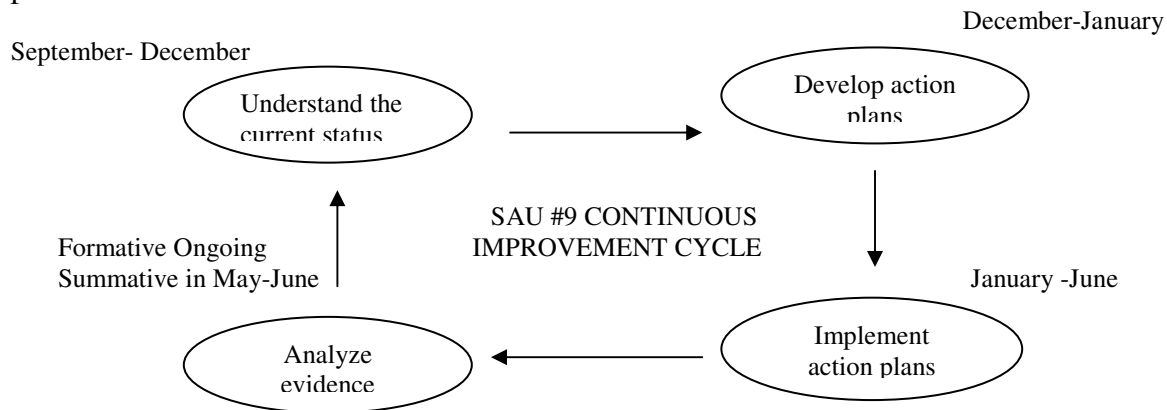 December-January
September- December
Understand the
current status
Develop action
plans
SAU #9 CONTINUOUS
IMPROVEMENT CYCLE
Formative Ongoing
Summative in May-June
January -June
Analyze
evidence
Implement
action plans